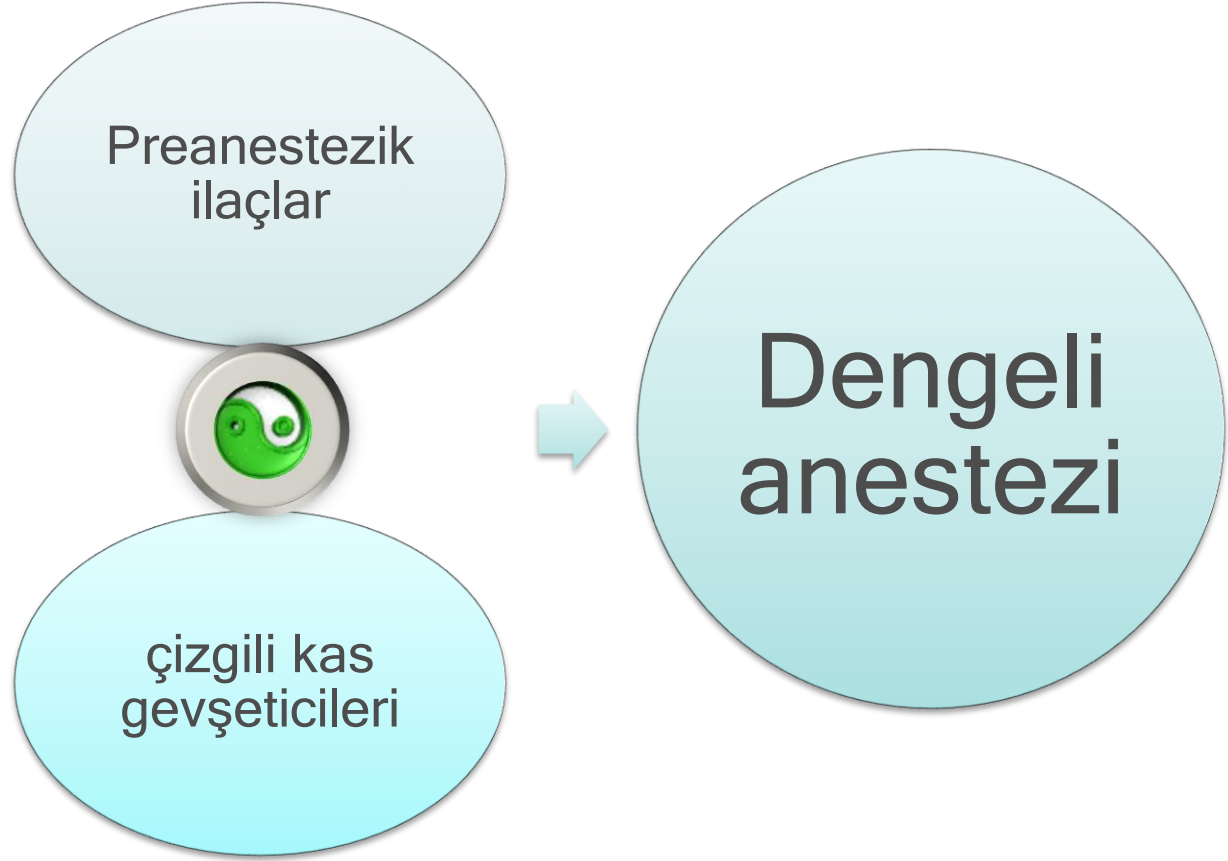 Preanestezik
ilaçlar
çizgili kas
gevşeticileri
Dengeli
anestezi